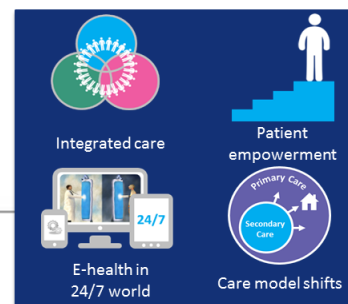 Integrated care
Patient
empowerment
24/7
E-health in
24/7 world
Primary Care
Secondary
Care
Care model shifts